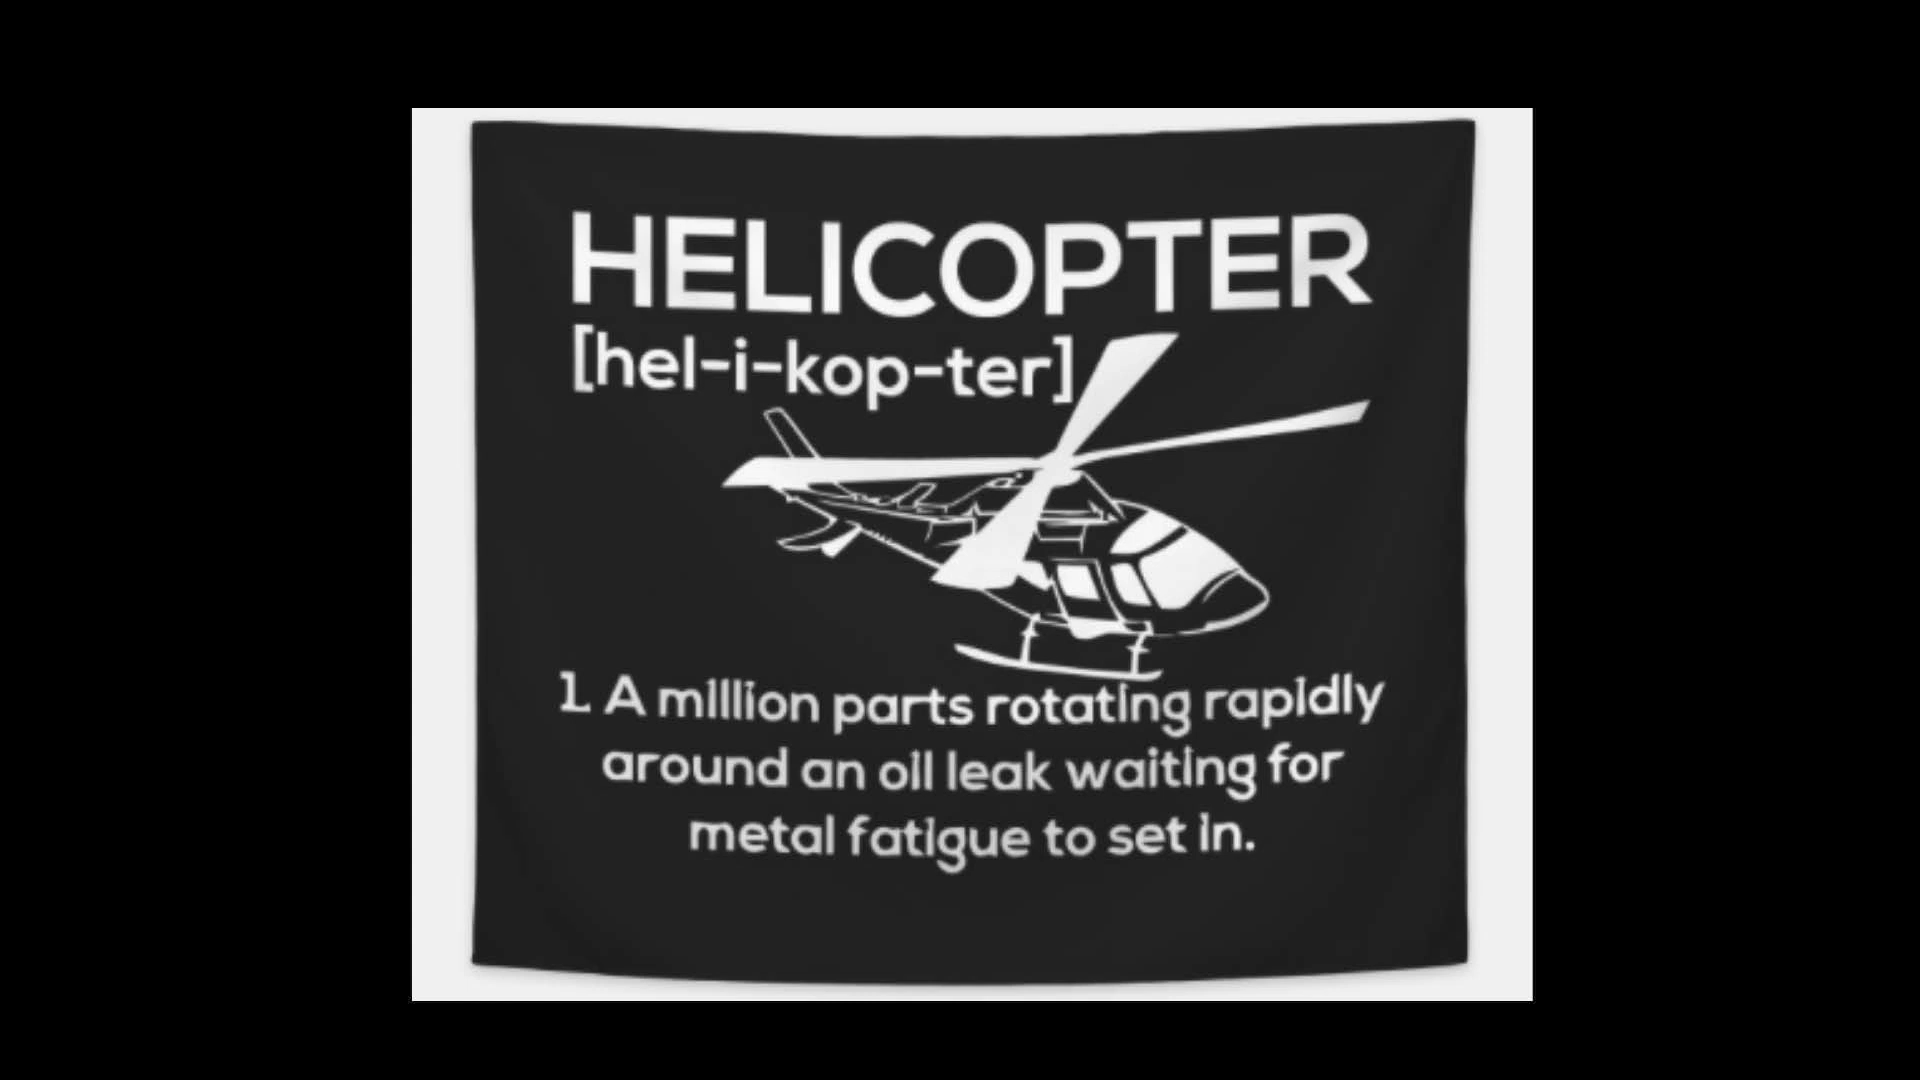 HELICOPTER
[hel-i-kop-ter]
1. A million parts rotating rapidly
around an oil leak waiting for
metal fatigue to set in.